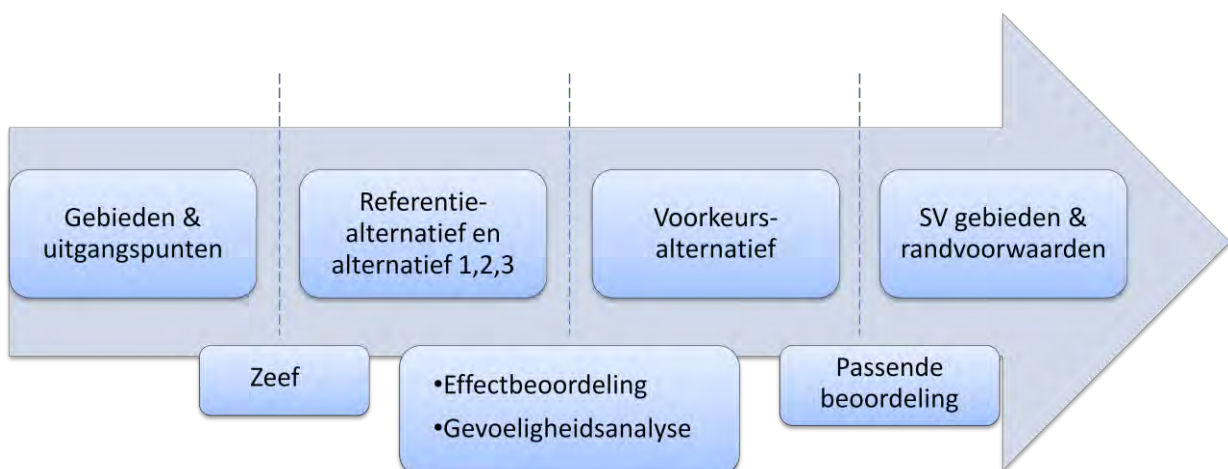 Gebieden &
uitgangspunten
Referentie-
alternatief en
alternatief 1,2,3
Voorkeurs-
alternatief
SV gebieden &
randvoorwaarden
Zeef
•Effectbeoordeling
•Gevoeligheidsanalyse
Passende
beoordeling